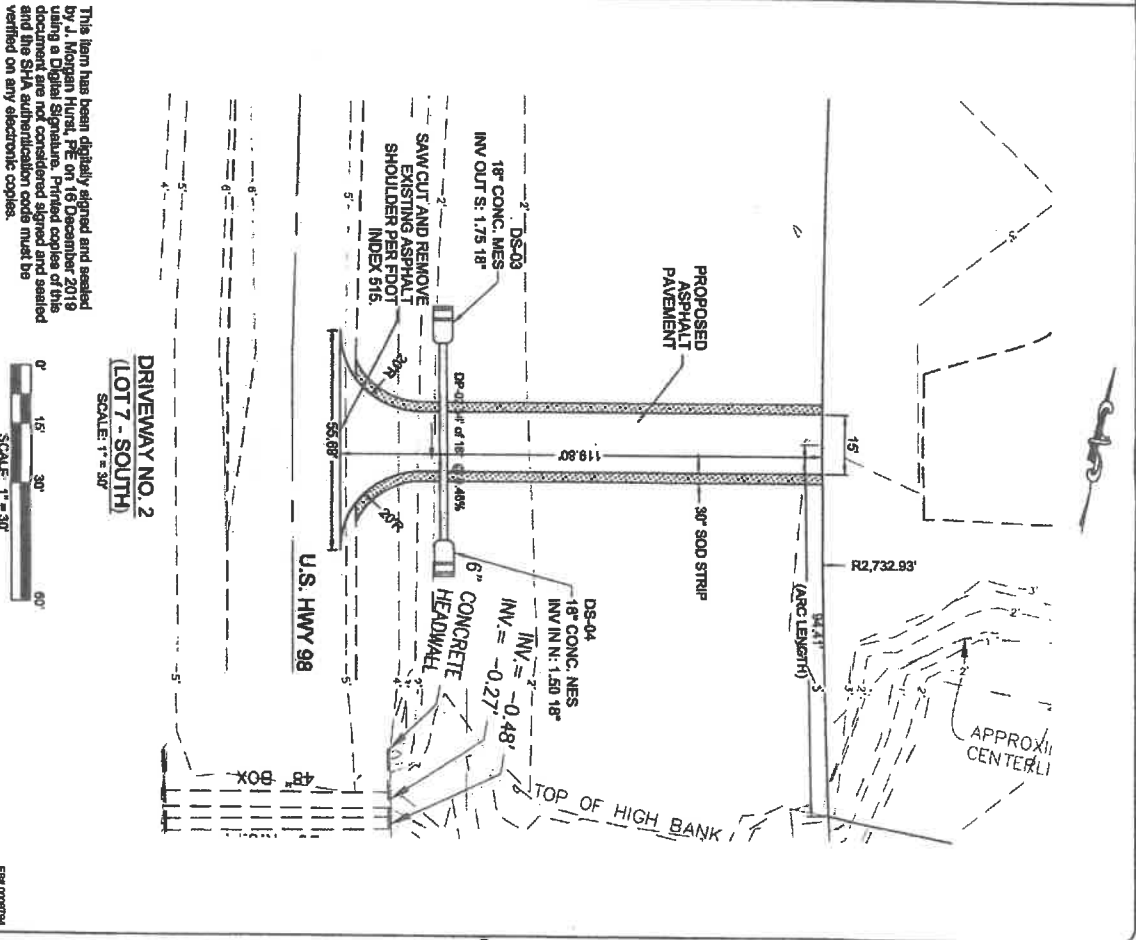 PROPOSED
ASPHALT
PAVEMENT
15'
119.80'
30" SOD STRIP
R2,732.93'
94.41'
(ARC LENGTH)
APPROXI
CENTERLI
TOP OF HIGH BANK
DS-03
18" CONC. MES
INV OUT S: 1.75 18"
SAWCUT AND REMOVE
EXISTING ASPHALT
SHOULDER PER FDOT
INDEX 515.
DS-04
18" CONC. MES
INV IN N: 1.50 18"
INV.= -0.48'
INV.= -0.27'
6" CONCRETE
HEADWALL
20'R
20'R
55.68'
U.S. HWY 98
48" BOX
DRIVEWAY NO. 2
(LOT 7 - SOUTH)
SCALE: 1" = 30'
0' 15' 30' 60'
SCALE: 1" = 30'
This item has been digitally signed and sealed
by J. Morgan Hurst, PE on 16 December 2019
using a Digital Signature. Printed copies of this
document are not considered signed and sealed
and the SHA authentication code must be
verified on any electronic copies.